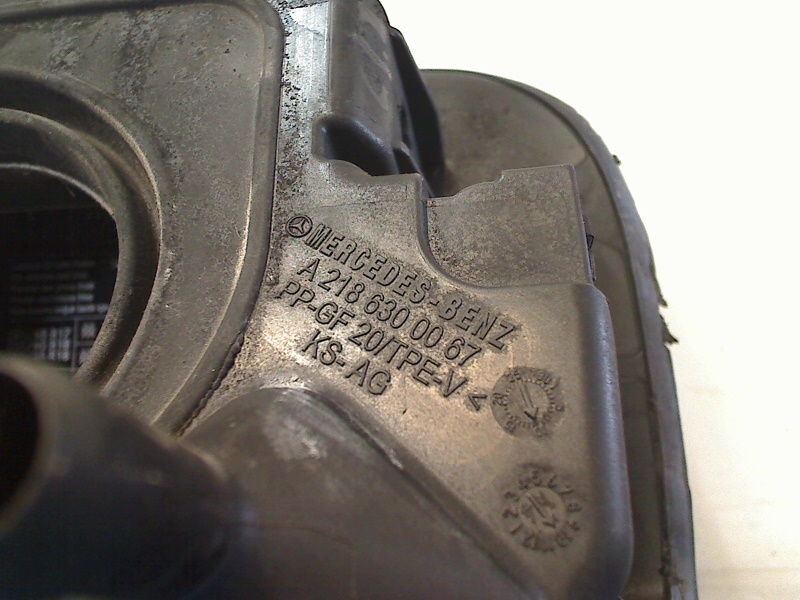 MERCEDES-BENZ
A 218 630 00 67
PP-GF 20/TPE-V <
KS-AG